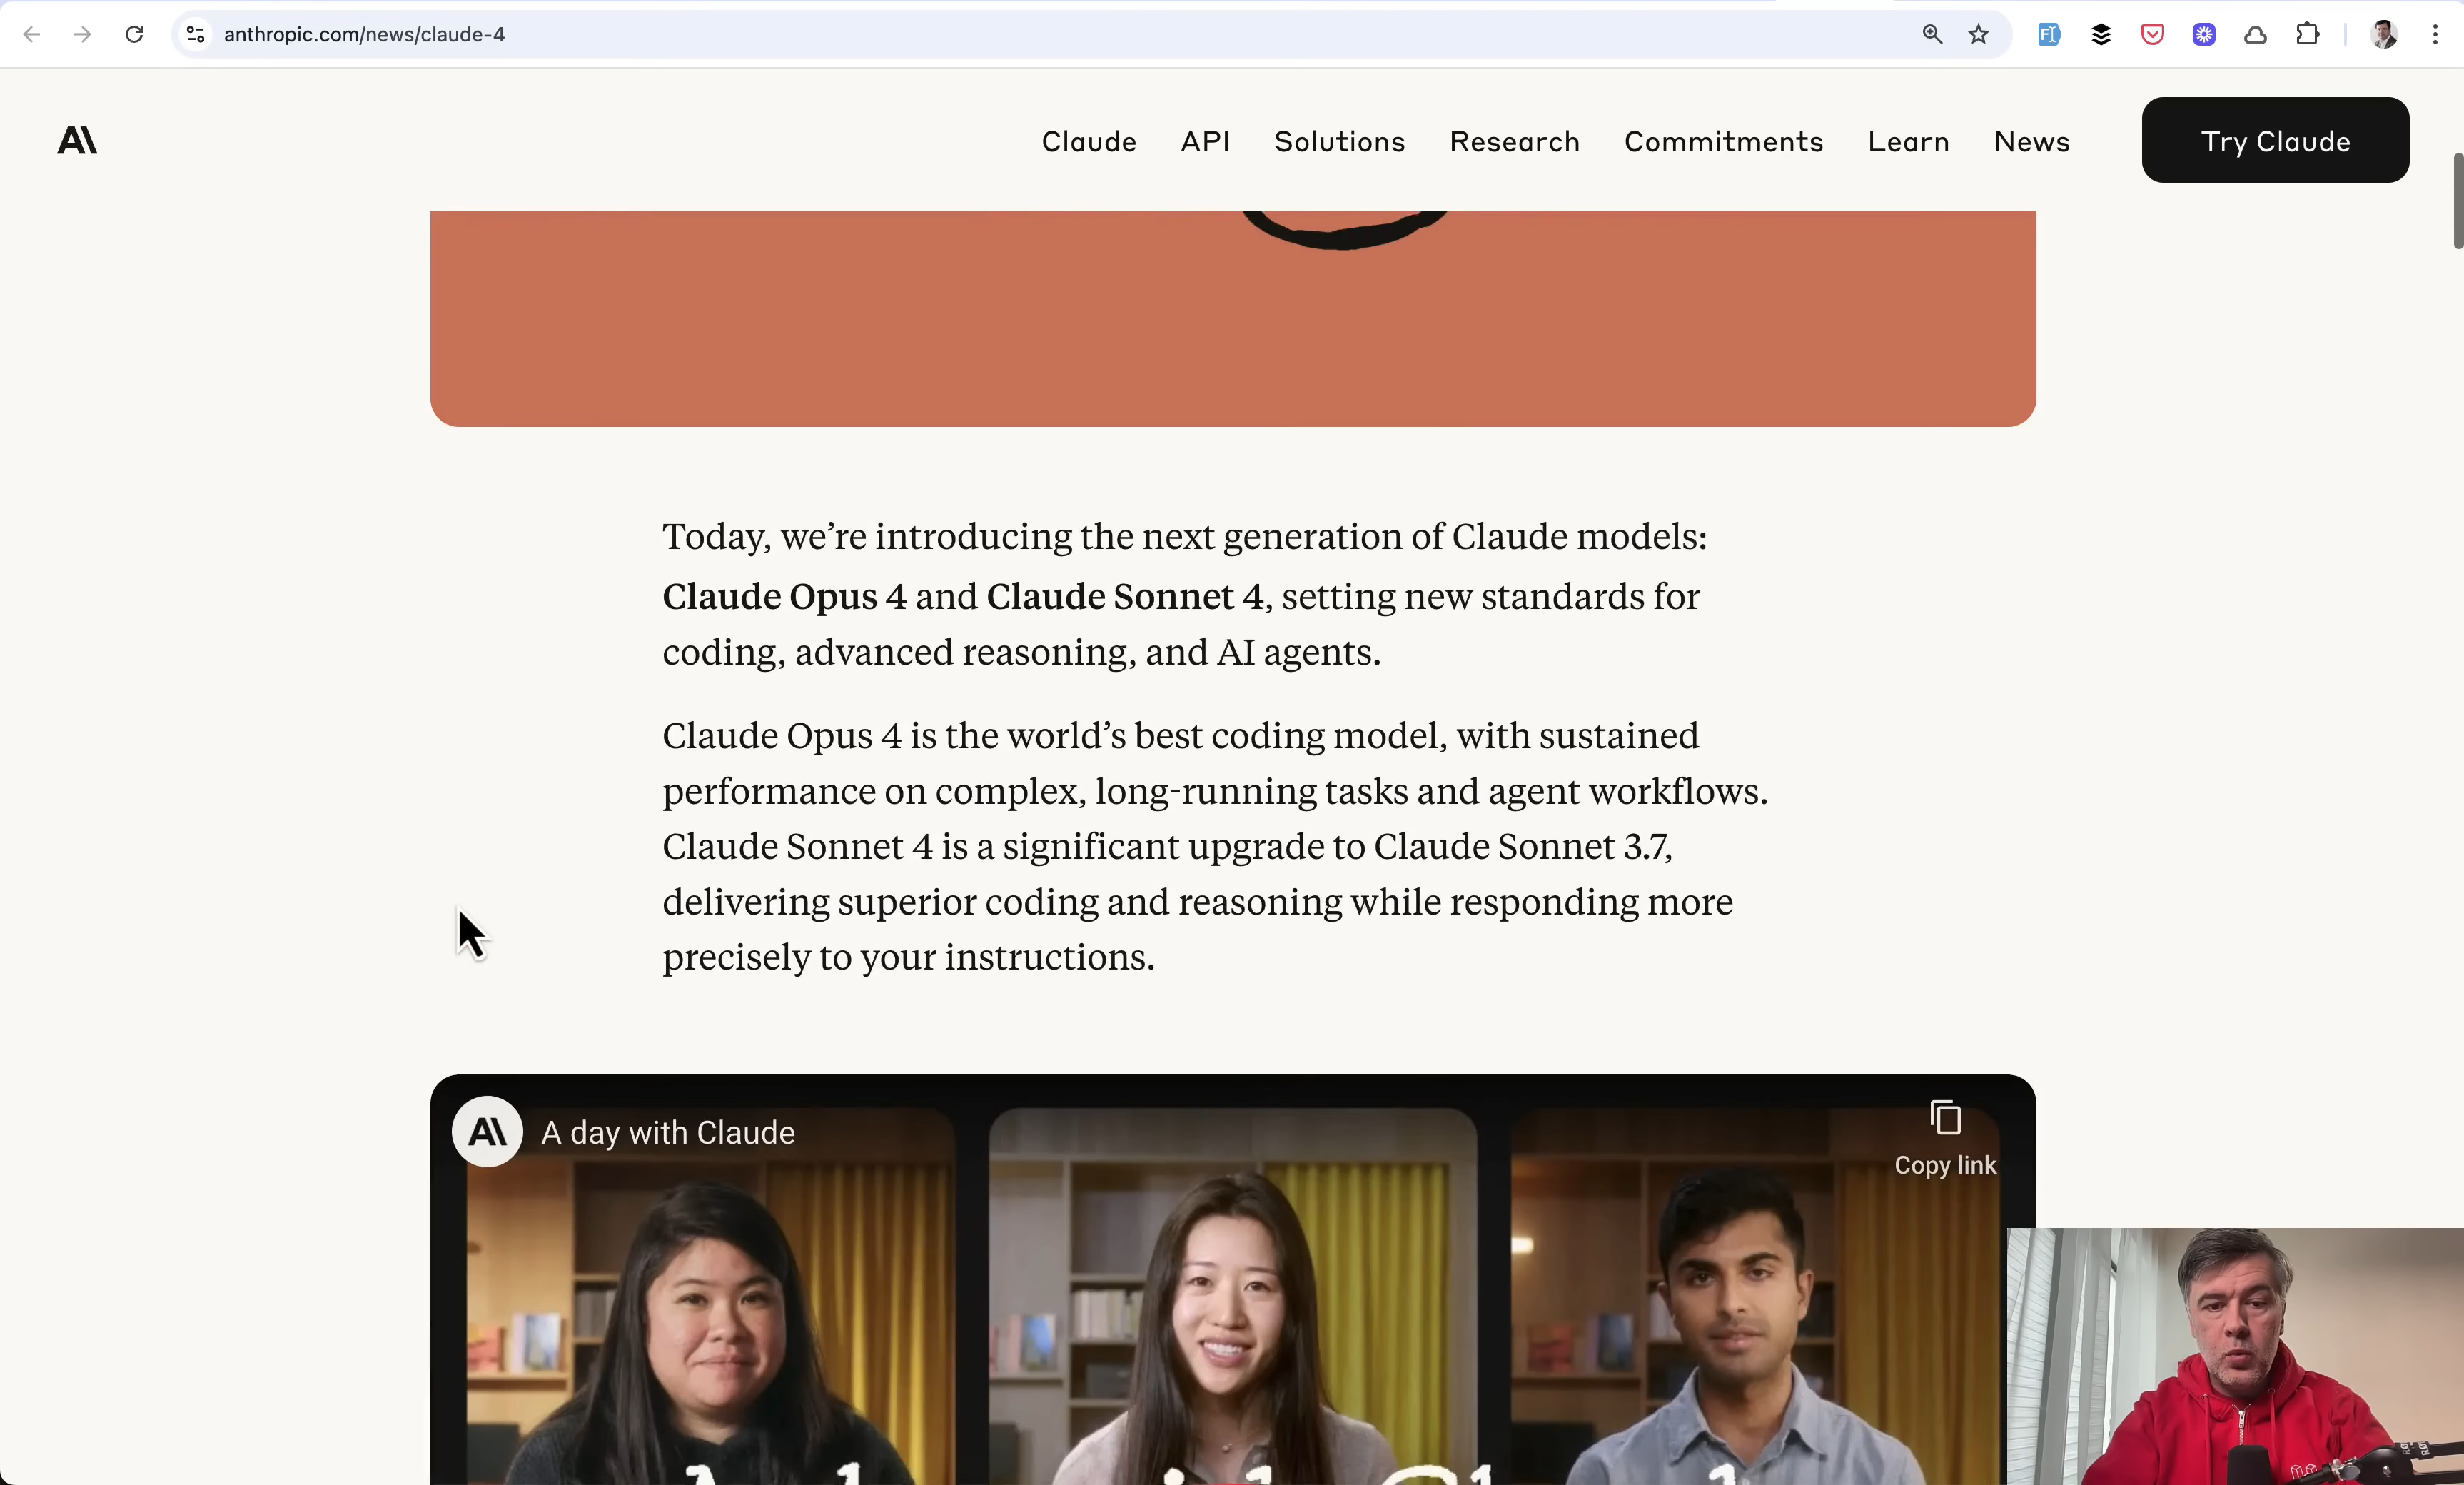 anthropic.com/news/claude-4
Claude API Solutions Research Commitments Learn News Try Claude
Today, we’re introducing the next generation of Claude models:
Claude Opus 4 and Claude Sonnet 4, setting new standards for
coding, advanced reasoning, and AI agents.
Claude Opus 4 is the world’s best coding model, with sustained
performance on complex, long-running tasks and agent workflows.
Claude Sonnet 4 is a significant upgrade to Claude Sonnet 3.7,
delivering superior coding and reasoning while responding more
precisely to your instructions.
A day with Claude
Copy link